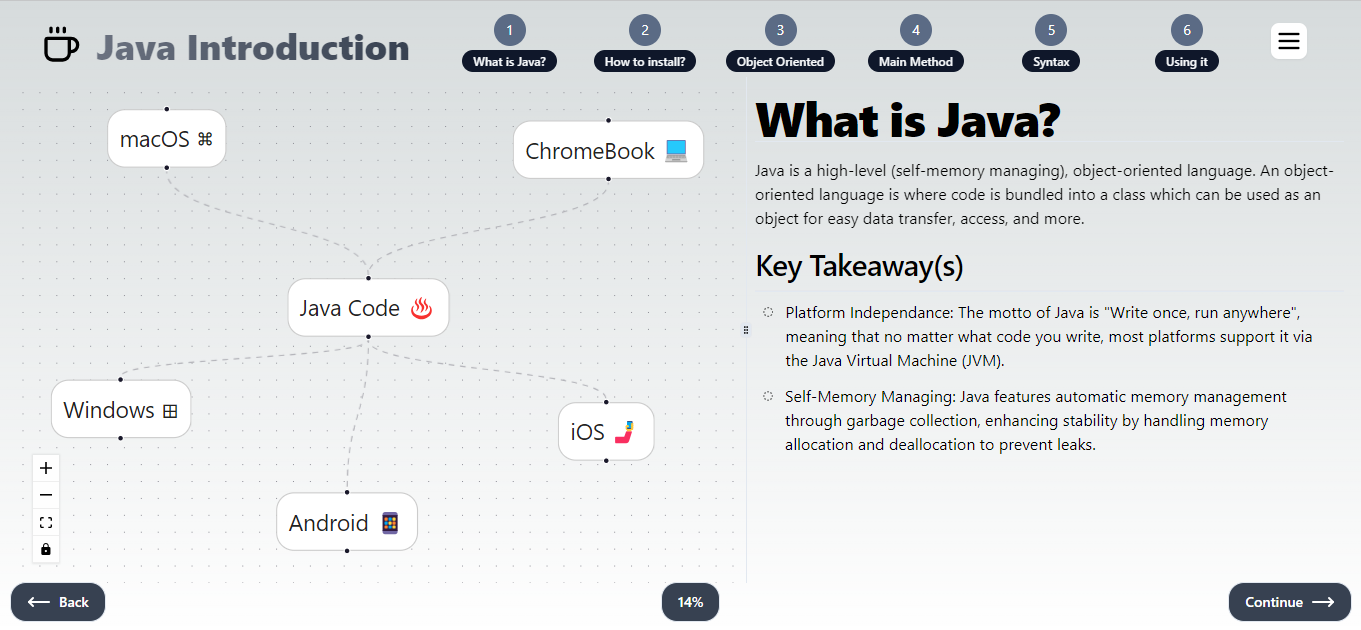 Java Introduction
1
2
3
4
5
6
What is Java?
How to install?
Object Oriented
Main Method
Syntax
Using it
macOS ⌘
ChromeBook 💻
Java Code ♨
Windows ⊞
iOS 🤳
Android 📱
What is Java?
Java is a high-level (self-memory managing), object-oriented language. An object-
oriented language is where code is bundled into a class which can be used as an
object for easy data transfer, access, and more.
Key Takeaway(s)
Platform Independance: The motto of Java is "Write once, run anywhere",
meaning that no matter what code you write, most platforms support it via
the Java Virtual Machine (JVM).
Self-Memory Managing: Java features automatic memory management
through garbage collection, enhancing stability by handling memory
allocation and deallocation to prevent leaks.
Back
14%
Continue